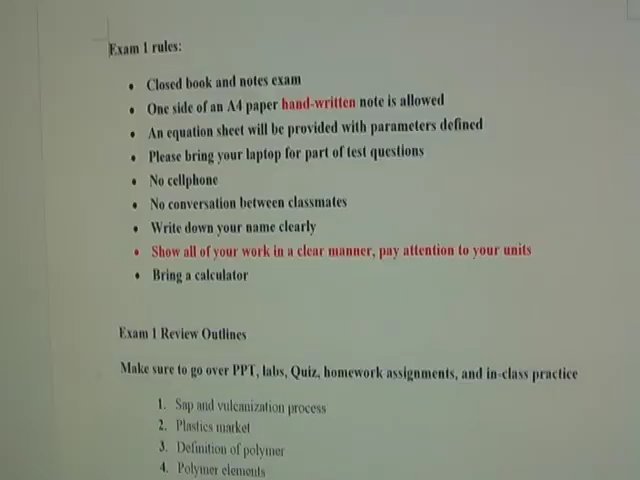 Exam 1 rules:
• Closed book and notes exam
• One side of an A4 paper hand-written note is allowed
• An equation sheet will be provided with parameters defined
• Please bring your laptop for part of test questions
• No cellphone
• No conversation between classmates
• Write down your name clearly
• Show all of your work in a clear manner, pay attention to your units
• Bring a calculator
Exam 1 Review Outlines
Make sure to go over PPT, labs, Quiz, homework assignments, and in-class practice
1. Sap and vulcanization process
2. Plastics market
3. Definition of polymer
4. Polymer elements